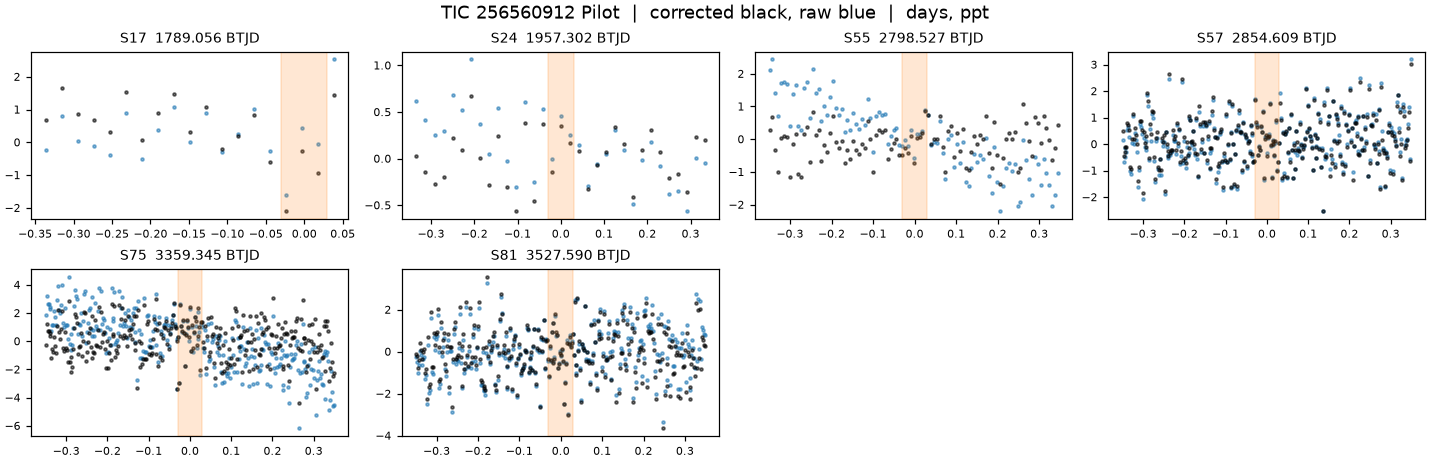 TIC 256560912 Pilot | corrected black, raw blue | days, ppt
S17 1789.056 BTJD
S24 1957.302 BTJD
S55 2798.527 BTJD
S57 2854.609 BTJD
2
1
0
−1
−2
−0.35 −0.30 −0.25 −0.20 −0.15 −0.10 −0.05 0.00 0.05
1.0
0.5
0.0
−0.5
−0.3 −0.2 −0.1 0.0 0.1 0.2 0.3
2
1
0
−1
−2
−0.3 −0.2 −0.1 0.0 0.1 0.2 0.3
3
2
1
0
−1
−2
−0.3 −0.2 −0.1 0.0 0.1 0.2 0.3
S75 3359.345 BTJD
S81 3527.590 BTJD
4
2
0
−2
−4
−6
−0.3 −0.2 −0.1 0.0 0.1 0.2 0.3
2
0
−2
−4
−0.3 −0.2 −0.1 0.0 0.1 0.2 0.3